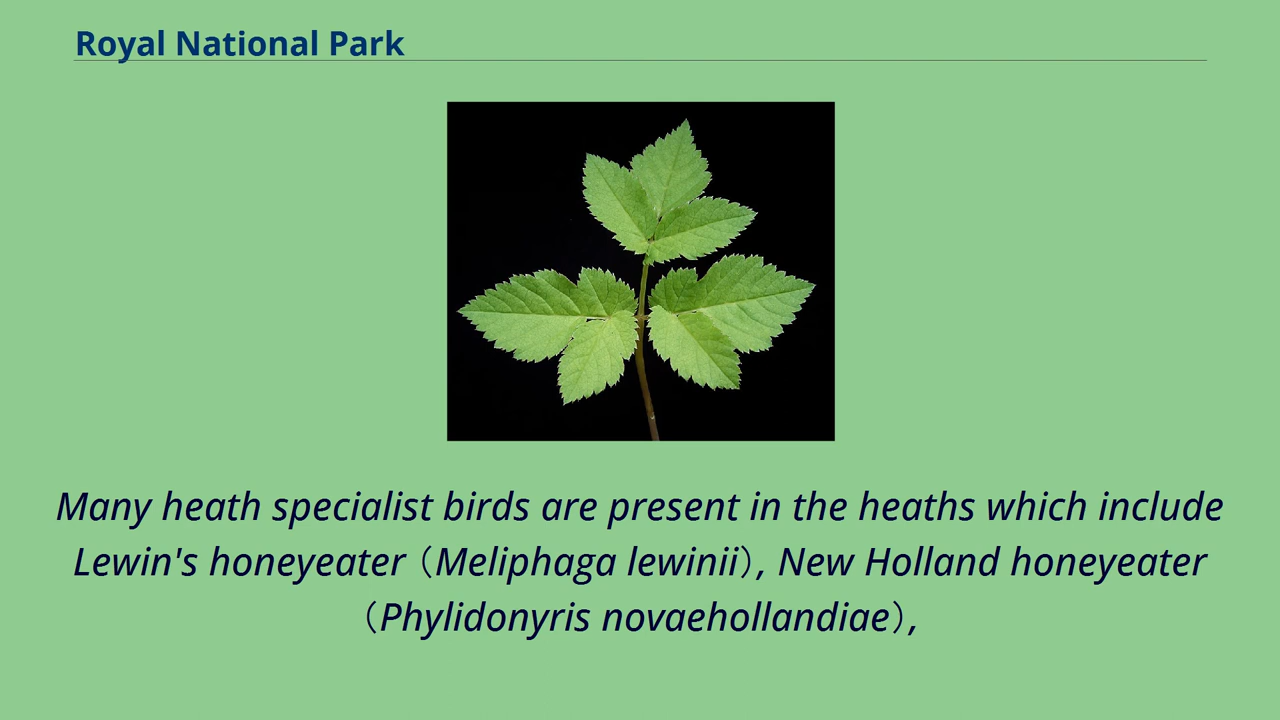 Royal National Park
Many heath specialist birds are present in the heaths which include
Lewin's honeyeater（Meliphaga lewinii）, New Holland honeyeater
（Phylidonyris novaehollandiae）,